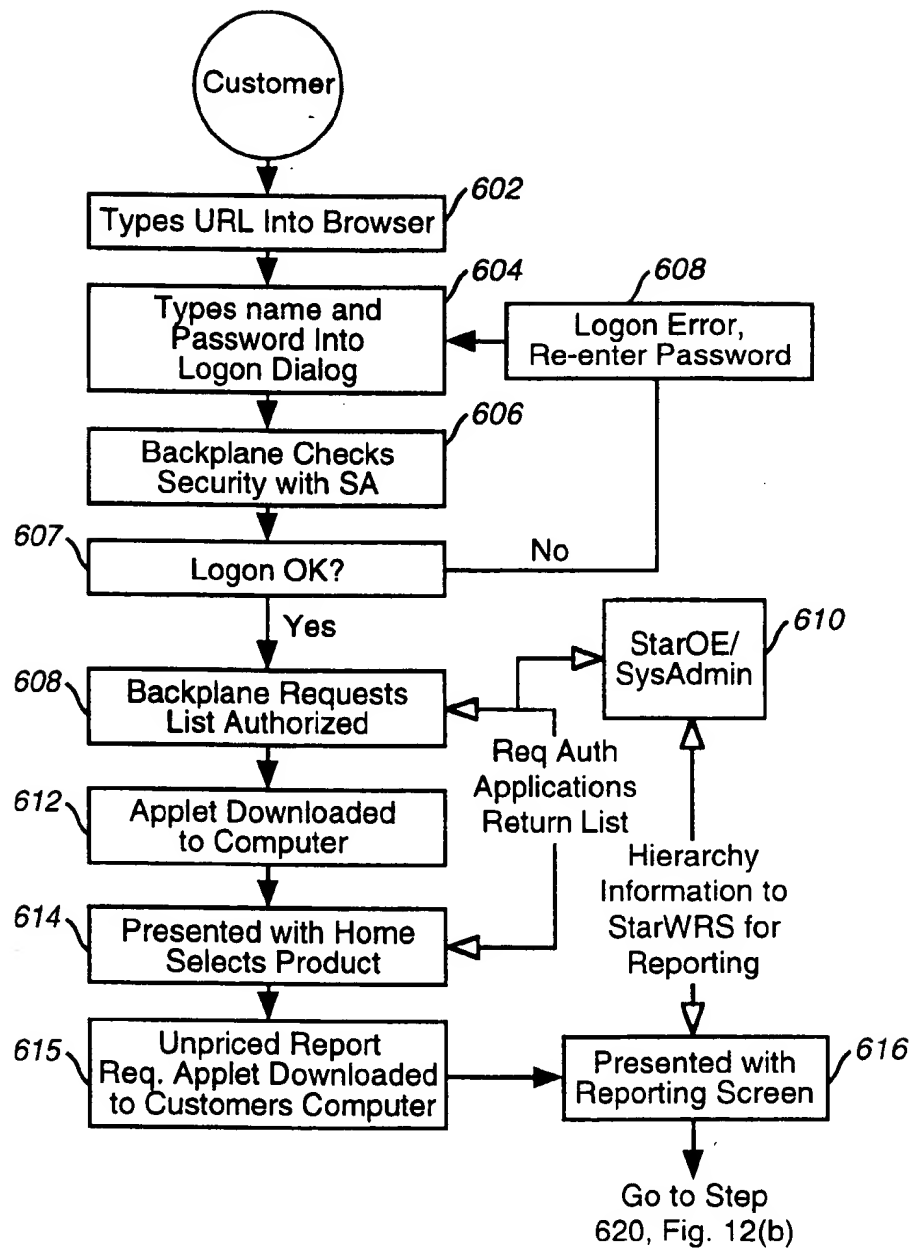 Customer
602
Types URL Into Browser
604
Types name and
Password Into
Logon Dialog
608
Logon Error,
Re-enter Password
606
Backplane Checks
Security with SA
607
Logon OK?
No
Yes
610
StarOE/
SysAdmin
608
Backplane Requests
List Authorized
Req Auth
Applications
Return List
612
Applet Downloaded
to Computer
Hierarchy
Information to
StarWRS for
Reporting
614
Presented with Home
Selects Product
615
Unpriced Report
Req. Applet Downloaded
to Customers Computer
616
Presented with
Reporting Screen
Go to Step
620, Fig. 12(b)